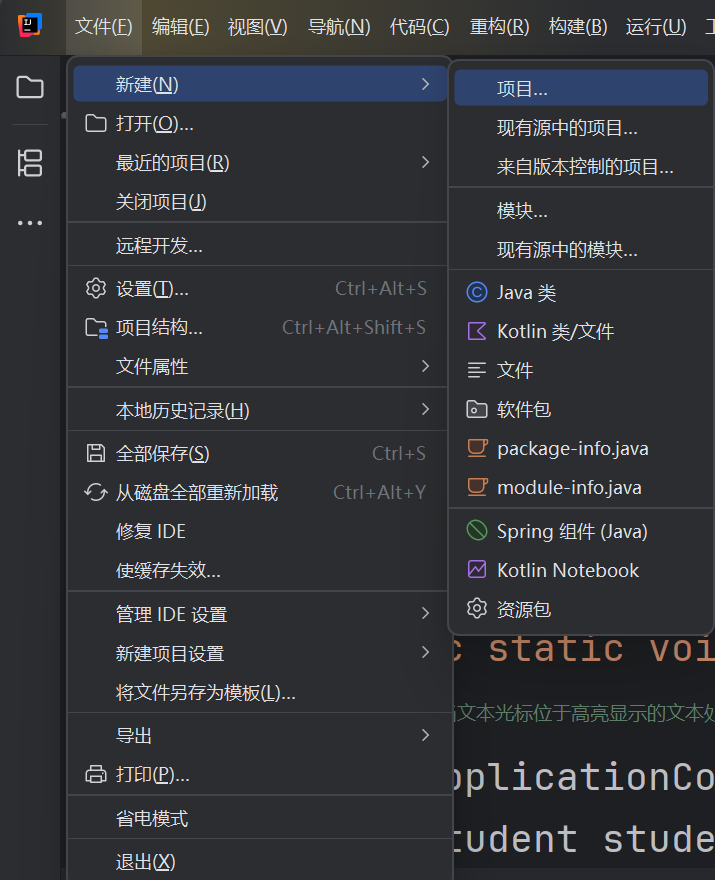 文件(F) 编辑(E) 视图(V) 导航(N) 代码(C) 重构(R) 构建(B) 运行(U)
新建(N)
打开(O)...
最近的项目(R)
关闭项目(J)
远程开发...
设置(T)... Ctrl+Alt+S
项目结构... Ctrl+Alt+Shift+S
文件属性
本地历史记录(H)
全部保存(S) Ctrl+S
从磁盘全部重新加载 Ctrl+Alt+Y
修复 IDE
使缓存失效...
管理 IDE 设置
新建项目设置
将文件另存为模板(L)...
导出
打印(P)...
省电模式
退出(X)
项目...
现有源中的项目...
来自版本控制的项目...
模块...
现有源中的模块...
Java 类
Kotlin 类/文件
文件
软件包
package-info.java
module-info.java
Spring 组件 (Java)
Kotlin Notebook
资源包
c static voi
文本光标位于高亮显示的文本处
pplicationCo
tudent stude